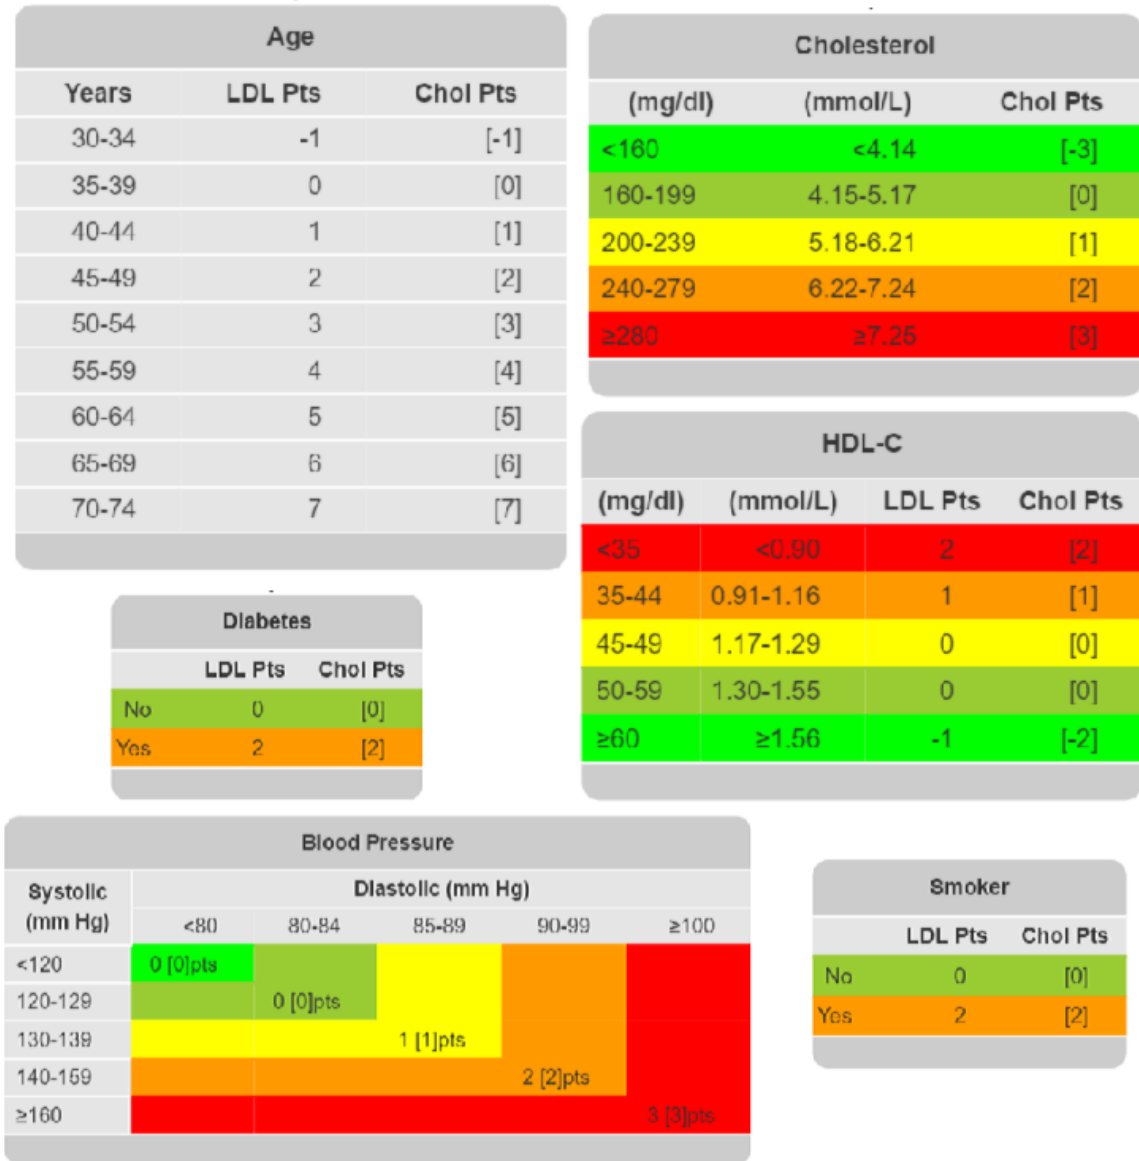 Age
Years LDL Pts Chol Pts
30-34 -1 [-1]
35-39 0 [0]
40-44 1 [1]
45-49 2 [2]
50-54 3 [3]
55-59 4 [4]
60-64 5 [5]
65-69 6 [6]
70-74 7 [7]
Cholesterol
(mg/dl) (mmol/L) Chol Pts
<160 <4.14 [-3]
160-199 4.15-5.17 [0]
200-239 5.18-6.21 [1]
240-279 6.22-7.24 [2]
≥280 ≥7.25 [3]
HDL-C
(mg/dl) (mmol/L) LDL Pts Chol Pts
<35 <0.90 2 [2]
35-44 0.91-1.16 1 [1]
45-49 1.17-1.29 0 [0]
50-59 1.30-1.55 0 [0]
≥60 ≥1.56 -1 [-2]
Diabetes
LDL Pts Chol Pts
No 0 [0]
Yes 2 [2]
Blood Pressure
Systolic (mm Hg) Diastolic (mm Hg)
<80 80-84 85-89 90-99 ≥100
<120 0 [0]pts
120-129 0 [0]pts
130-139 1 [1]pts
140-159 2 [2]pts
≥160 3 [3]pts
Smoker
LDL Pts Chol Pts
No 0 [0]
Yes 2 [2]